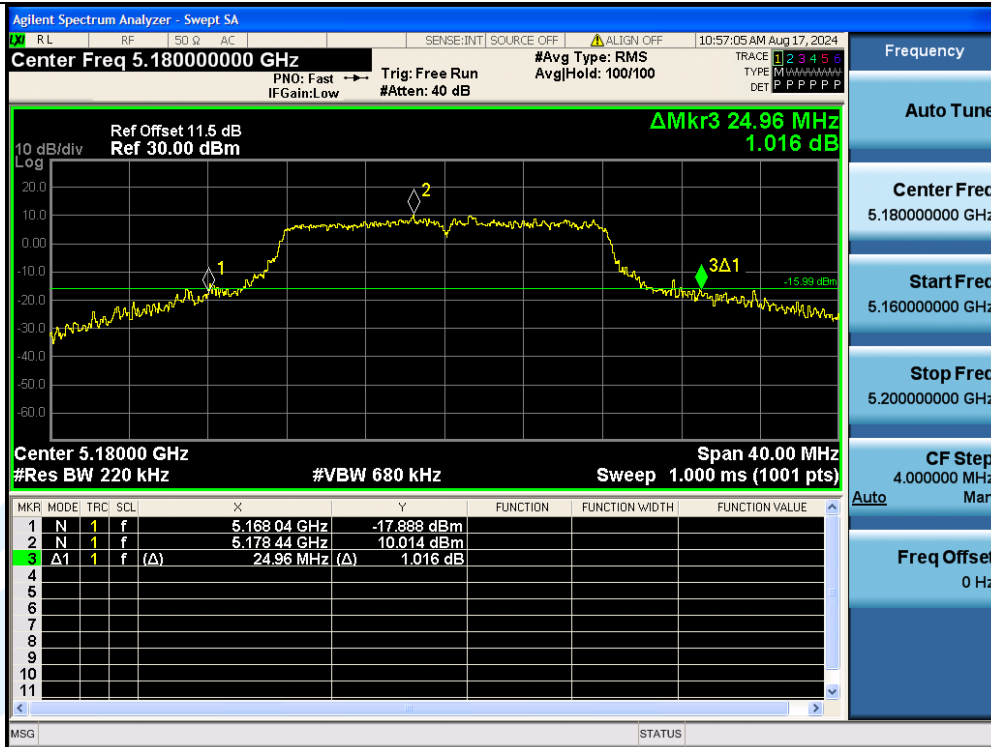 Agilent Spectrum Analyzer - Swept SA
LXI RL RF 50 Ω AC SENSE:INT SOURCE OFF ALIGN OFF 10:57:05 AM Aug 17, 2024
Center Freq 5.180000000 GHz
PNO: Fast
IFGain:Low
Trig: Free Run
#Atten: 40 dB
#Avg Type: RMS
Avg|Hold: 100/100
TRACE 1 2 3 4 5 6
TYPE M
DET P P P P P P
ΔMkr3 24.96 MHz
1.016 dB
Ref Offset 11.5 dB
10 dB/div Ref 30.00 dBm
Log
20.0
10.0
0.00
-10.0
-20.0
-30.0
-40.0
-50.0
-60.0
1
2
3Δ1
-15.99 dBm
Center 5.18000 GHz Span 40.00 MHz
#Res BW 220 kHz #VBW 680 kHz Sweep 1.000 ms (1001 pts)
MKR MODE TRC SCL X Y FUNCTION FUNCTION WIDTH FUNCTION VALUE
1 N 1 f 5.168 04 GHz -17.888 dBm
2 N 1 f 5.178 44 GHz 10.014 dBm
3 Δ1 1 f (Δ) 24.96 MHz (Δ) 1.016 dB
4
5
6
7
8
9
10
11
MSG STATUS
Frequency
Auto Tune
Center Freq
5.180000000 GHz
Start Freq
5.160000000 GHz
Stop Freq
5.200000000 GHz
CF Step
4.000000 MHz
Auto Man
Freq Offset
0 Hz